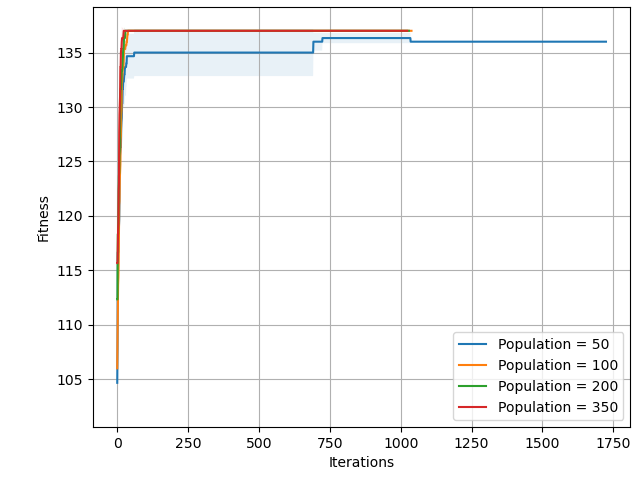 Fitness
135
130
125
120
115
110
105
0 250 500 750 1000 1250 1500 1750
Iterations
Population = 50
Population = 100
Population = 200
Population = 350